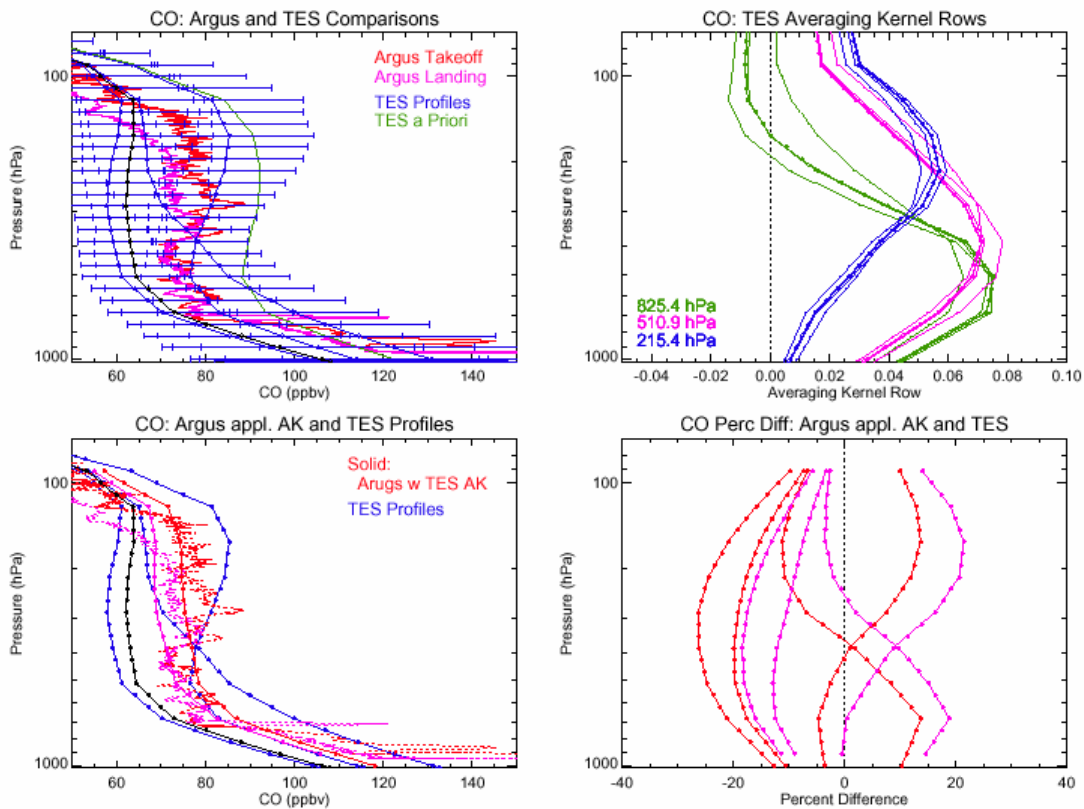 CO: Argus and TES Comparisons
Argus Takeoff
Argus Landing
TES Profiles
TES a Priori
100
1000
Pressure (hPa)
60 80 100 120 140
CO (ppbv)
CO: TES Averaging Kernel Rows
825.4 hPa
510.9 hPa
215.4 hPa
100
1000
Pressure (hPa)
-0.04 -0.02 0.00 0.02 0.04 0.06 0.08 0.10
Averaging Kernel Row
CO: Argus appl. AK and TES Profiles
Solid:
Arugs w TES AK
TES Profiles
100
1000
Pressure (hPa)
60 80 100 120 140
CO (ppbv)
CO Perc Diff: Argus appl. AK and TES
100
1000
Pressure (hPa)
-40 -20 0 20 40
Percent Difference